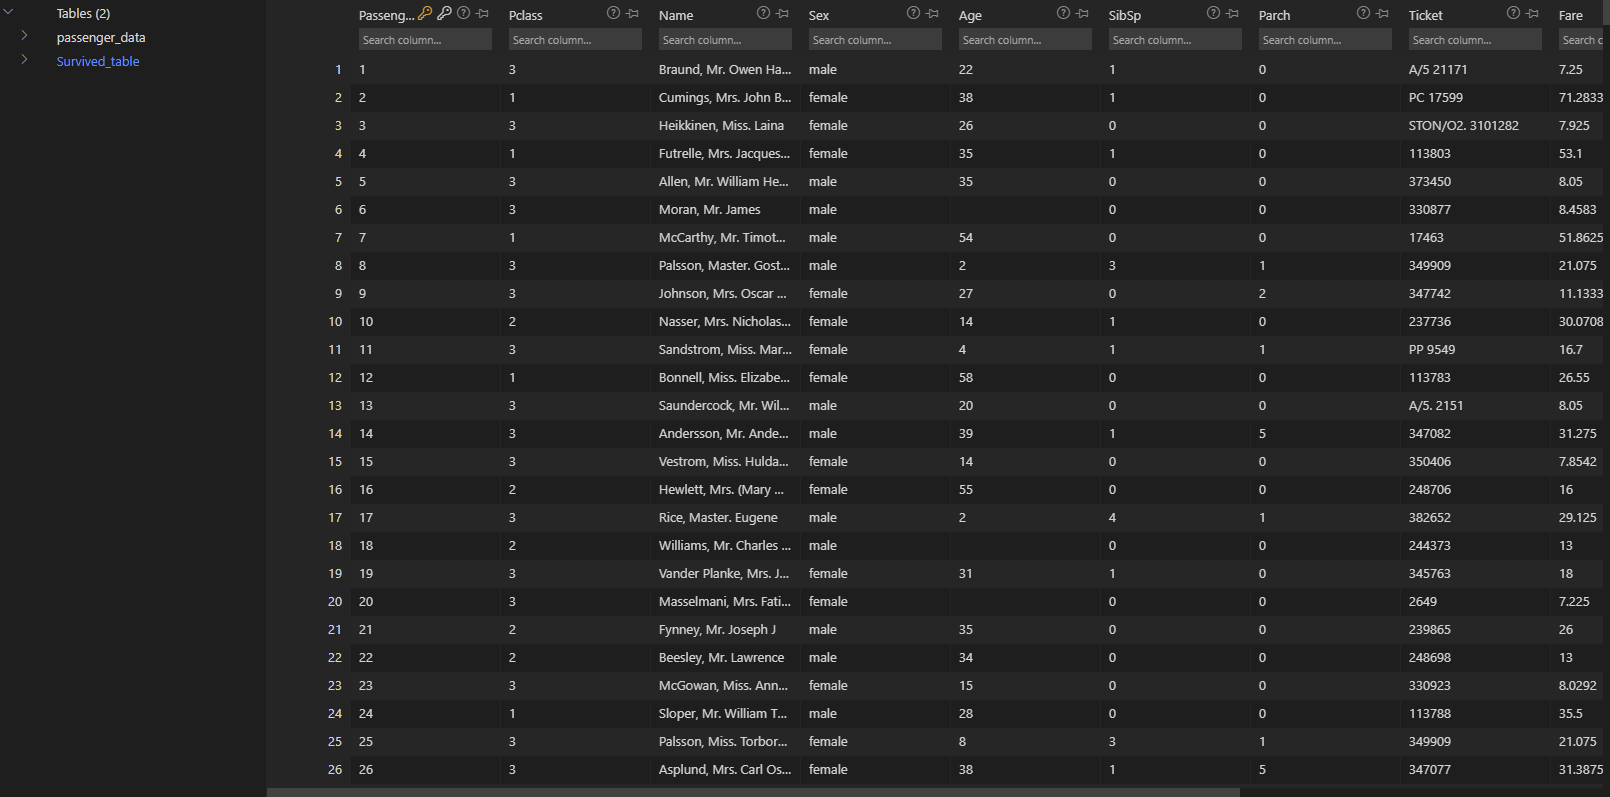 Tables (2)
passenger_data
Survived_table
Passeng... Pclass Name Sex Age SibSp Parch Ticket Fare
Search column... Search column... Search column... Search column... Search column... Search column... Search column... Search column... Search c
1 1 3 Braund, Mr. Owen Ha... male 22 1 0 A/5 21171 7.25
2 2 1 Cumings, Mrs. John B... female 38 1 0 PC 17599 71.2833
3 3 3 Heikkinen, Miss. Laina female 26 0 0 STON/O2. 3101282 7.925
4 4 1 Futrelle, Mrs. Jacques... female 35 1 0 113803 53.1
5 5 3 Allen, Mr. William He... male 35 0 0 373450 8.05
6 6 3 Moran, Mr. James male 0 0 330877 8.4583
7 7 1 McCarthy, Mr. Timot... male 54 0 0 17463 51.8625
8 8 3 Palsson, Master. Gost... male 2 3 1 349909 21.075
9 9 3 Johnson, Mrs. Oscar ... female 27 0 2 347742 11.1333
10 10 2 Nasser, Mrs. Nicholas... female 14 1 0 237736 30.0708
11 11 3 Sandstrom, Miss. Mar... female 4 1 1 PP 9549 16.7
12 12 1 Bonnell, Miss. Elizabe... female 58 0 0 113783 26.55
13 13 3 Saundercock, Mr. Wil... male 20 0 0 A/5. 2151 8.05
14 14 3 Andersson, Mr. Ande... male 39 1 5 347082 31.275
15 15 3 Vestrom, Miss. Hulda... female 14 0 0 350406 7.8542
16 16 2 Hewlett, Mrs. (Mary ... female 55 0 0 248706 16
17 17 3 Rice, Master. Eugene male 2 4 1 382652 29.125
18 18 2 Williams, Mr. Charles ... male 0 0 244373 13
19 19 3 Vander Planke, Mrs. J... female 31 1 0 345763 18
20 20 3 Masselmani, Mrs. Fati... female 0 0 2649 7.225
21 21 2 Fynney, Mr. Joseph J male 35 0 0 239865 26
22 22 2 Beesley, Mr. Lawrence male 34 0 0 248698 13
23 23 3 McGowan, Miss. Ann... female 15 0 0 330923 8.0292
24 24 1 Sloper, Mr. William T... male 28 0 0 113788 35.5
25 25 3 Palsson, Miss. Torbor... female 8 3 1 349909 21.075
26 26 3 Asplund, Mrs. Carl Os... female 38 1 5 347077 31.3875